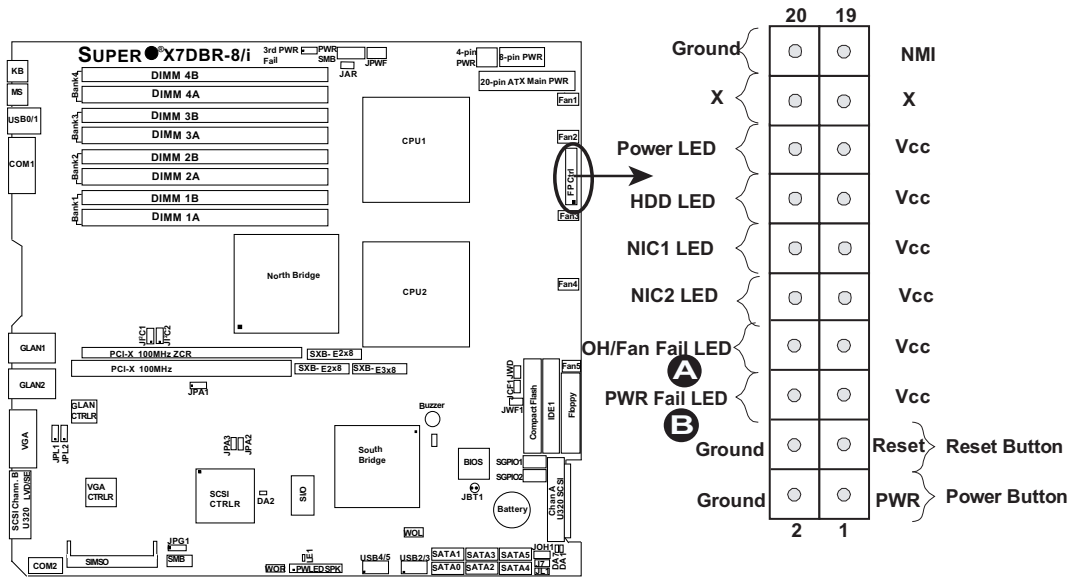 SUPER ® X7DBR-8/i
3rd PWR Fail
PWR SMB
JPWF
JAR
4-pin PWR
8-pin PWR
20-pin ATX Main PWR
KB
MS
USB0/1
COM1
Bank4
DIMM 4B
DIMM 4A
Bank3
DIMM 3B
DIMM 3A
Bank2
DIMM 2B
DIMM 2A
Bank1
DIMM 1B
DIMM 1A
CPU1
Fan1
Fan2
FP Ctrl
Fan3
North Bridge
CPU2
Fan4
JFC1
JFC2
GLAN1
PCI-X 100MHz ZCR
SXB- E2x8
PCI-X 100MHz
SXB- E2x8
SXB- E3x8
GLAN2
JPA1
GLAN CTRLR
Buzzer
JWD
JCF1
JWF1
Fan5
Compact Flash
IDE1
Floppy
VGA
JPL1
JPL2
JPA3
JPA2
South Bridge
BIOS
SGPIO1
SGPIO2
SCSI Chann. B
U320 LVD/SE
VGA CTRLR
SCSI CTRLR
DA2
SIO
JBT1
Battery
Chan A
U320 SCSI
WOL
JPG1
COM2
SIMSO
SMB
WOR
JLE1
PWLEDSPK
USB4/5
USB2/3
SATA1
SATA3
SATA5
SATA0
SATA2
SATA4
JOH1
I7
JL1
DA7
DA1
20 19
Ground NMI
X X
Power LED Vcc
HDD LED Vcc
NIC1 LED Vcc
NIC2 LED Vcc
OH/Fan Fail LED Vcc
A
PWR Fail LED Vcc
B
Ground Reset Reset Button
Ground PWR Power Button
2 1